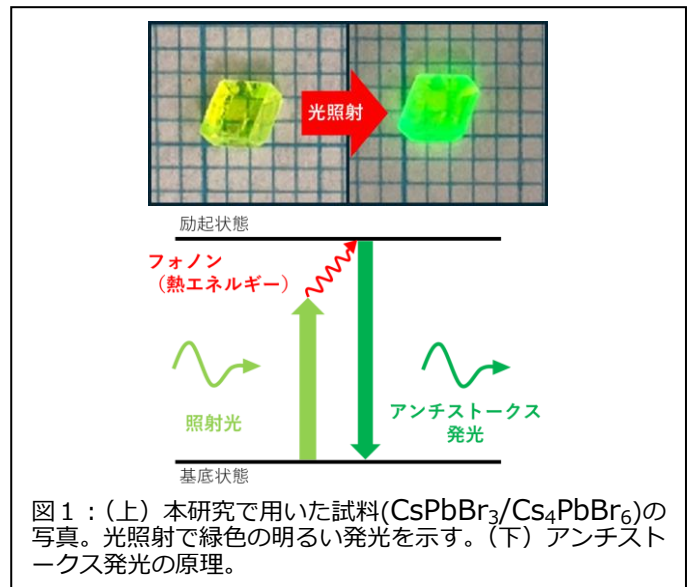 光照射
励起状態
フォノン
（熱エネルギー）
照射光
アンチストークス
発光
基底状態
図１：(上）本研究で用いた試料(CsPbBr₃/Cs₄PbBr₆)の
写真。光照射で緑色の明るい発光を示す。(下）アンチスト
ークス発光の原理。